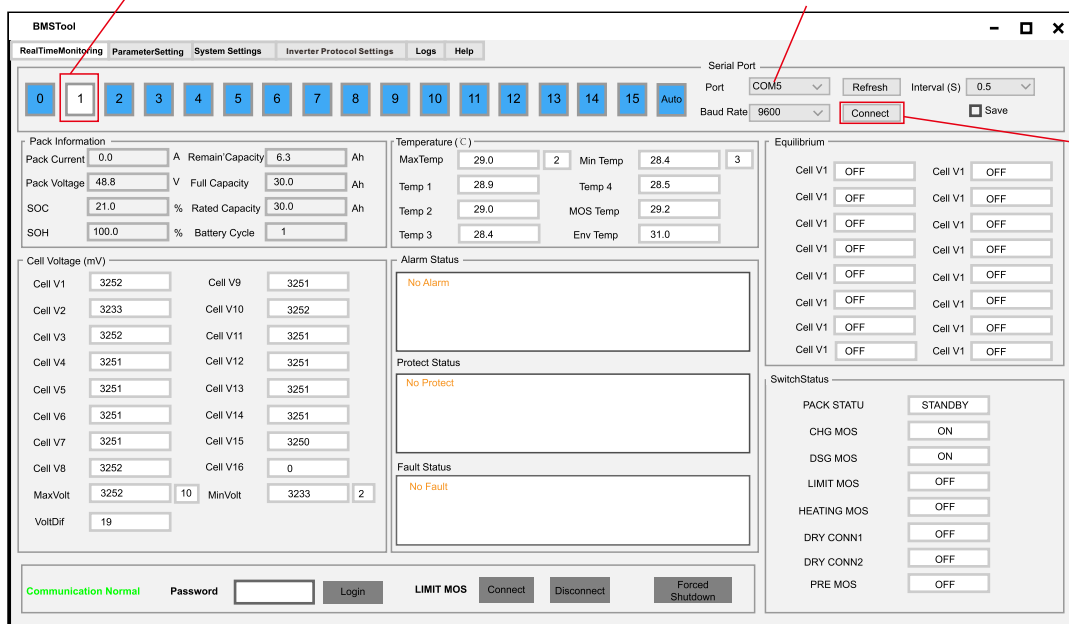 BMSTool
RealTimeMonitoring ParameterSetting System Settings Inverter Protocol Settings Logs Help
Serial Port
0 1 2 3 4 5 6 7 8 9 10 11 12 13 14 15 Auto
Port COM5 Refresh Interval (S) 0.5
Baud Rate 9600 Connect Save
Pack Information
Pack Current 0.0 A Remain'Capacity 6.3 Ah
Pack Voltage 48.8 V Full Capacity 30.0 Ah
SOC 21.0 % Rated Capacity 30.0 Ah
SOH 100.0 % Battery Cycle 1
Temperature (C)
MaxTemp 29.0 2 Min Temp 28.4 3
Temp 1 28.9 Temp 4 28.5
Temp 2 29.0 MOS Temp 29.2
Temp 3 28.4 Env Temp 31.0
Equilibrium
Cell V1 OFF Cell V1 OFF
Cell V1 OFF Cell V1 OFF
Cell V1 OFF Cell V1 OFF
Cell V1 OFF Cell V1 OFF
Cell V1 OFF Cell V1 OFF
Cell V1 OFF Cell V1 OFF
Cell V1 OFF Cell V1 OFF
Cell V1 OFF Cell V1 OFF
Cell Voltage (mV)
Cell V1 3252 Cell V9 3251
Cell V2 3233 Cell V10 3252
Cell V3 3252 Cell V11 3251
Cell V4 3251 Cell V12 3251
Cell V5 3251 Cell V13 3251
Cell V6 3251 Cell V14 3251
Cell V7 3251 Cell V15 3250
Cell V8 3252 Cell V16 0
MaxVolt 3252 10 MinVolt 3233 2
VoltDif 19
Alarm Status
No Alarm
Protect Status
No Protect
Fault Status
No Fault
SwitchStatus
PACK STATU STANDBY
CHG MOS ON
DSG MOS ON
LIMIT MOS OFF
HEATING MOS OFF
DRY CONN1 OFF
DRY CONN2 OFF
PRE MOS OFF
Communication Normal Password Login LIMIT MOS Connect Disconnect Forced
Shutdown